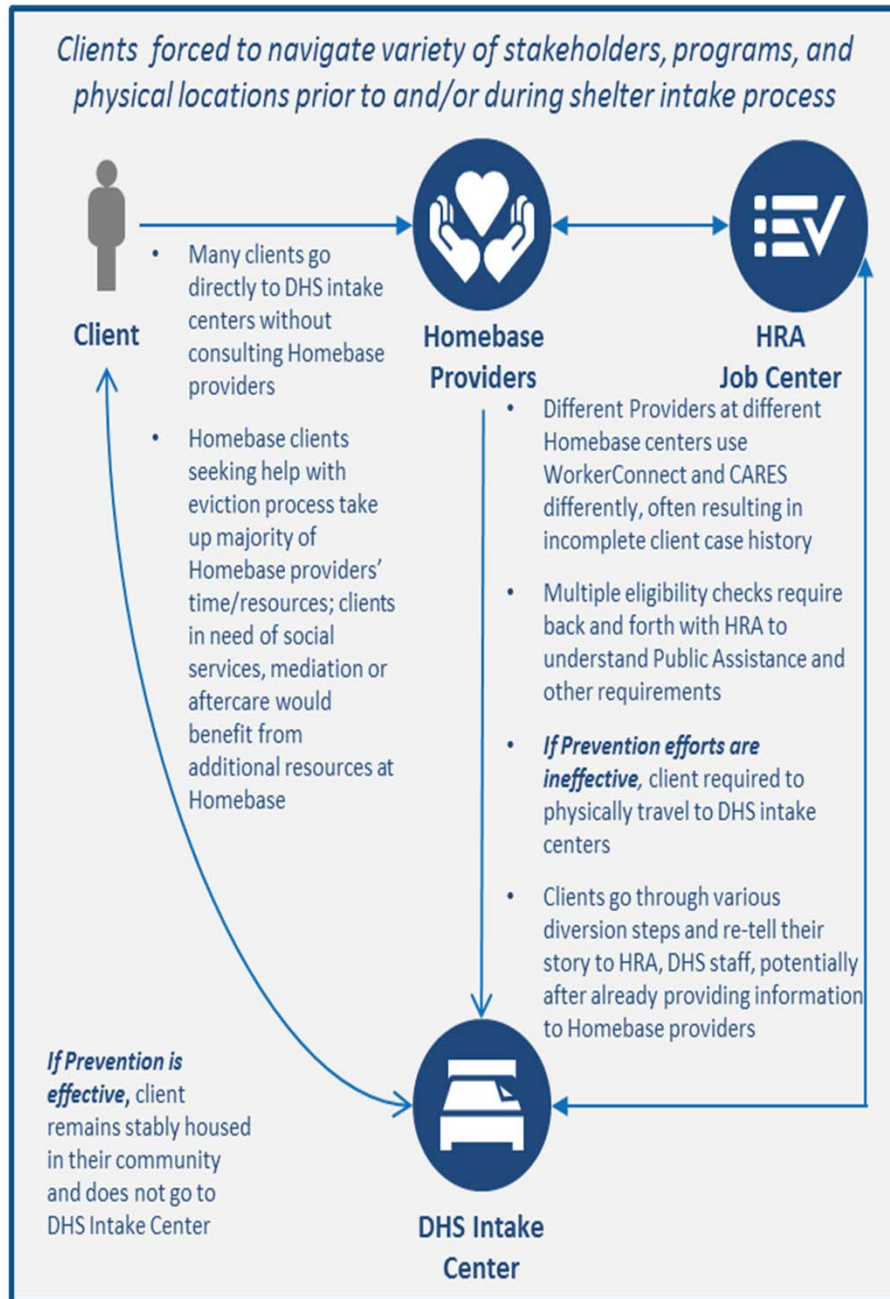 Clients forced to navigate variety of stakeholders, programs, and
physical locations prior to and/or during shelter intake process
Client
• Many clients go
directly to DHS intake
centers without
consulting Homebase
providers
• Homebase clients
seeking help with
eviction process take
up majority of
Homebase providers'
time/resources; clients
in need of social
services, mediation or
aftercare would
benefit from
additional resources at
Homebase
Homebase
Providers
HRA
Job Center
• Different Providers at different
Homebase centers use
WorkerConnect and CARES
differently, often resulting in
incomplete client case history
• Multiple eligibility checks require
back and forth with HRA to
understand Public Assistance and
other requirements
• If Prevention efforts are
ineffective, client required to
physically travel to DHS intake
centers
• Clients go through various
diversion steps and re-tell their
story to HRA, DHS staff, potentially
after already providing information
to Homebase providers
If Prevention is
effective, client
remains stably housed
in their community
and does not go to
DHS Intake Center
DHS Intake
Center